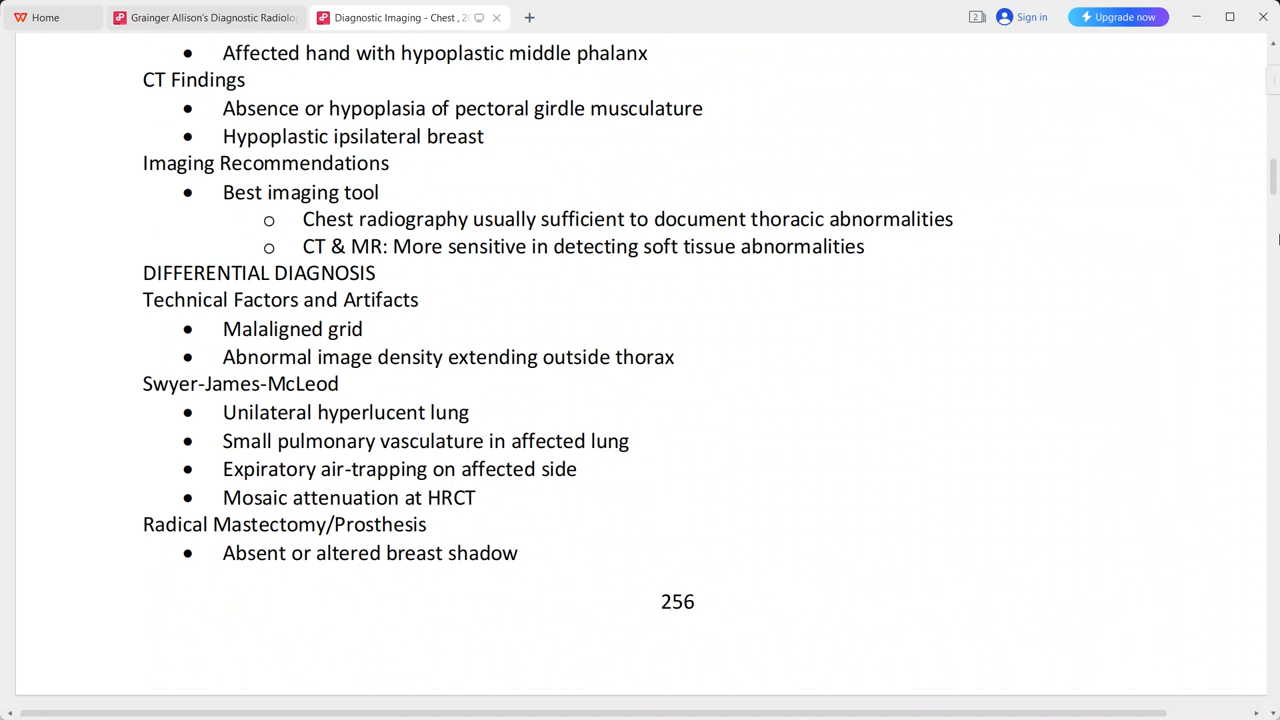 Home
Grainger Allison's Diagnostic Radiolo
Diagnostic Imaging - Chest , 20
2
Sign in
Upgrade now
• Affected hand with hypoplastic middle phalanx
CT Findings
• Absence or hypoplasia of pectoral girdle musculature
• Hypoplastic ipsilateral breast
Imaging Recommendations
• Best imaging tool
o Chest radiography usually sufficient to document thoracic abnormalities
o CT & MR: More sensitive in detecting soft tissue abnormalities
DIFFERENTIAL DIAGNOSIS
Technical Factors and Artifacts
• Malaligned grid
• Abnormal image density extending outside thorax
Swyer-James-McLeod
• Unilateral hyperlucent lung
• Small pulmonary vasculature in affected lung
• Expiratory air-trapping on affected side
• Mosaic attenuation at HRCT
Radical Mastectomy/Prosthesis
• Absent or altered breast shadow
256